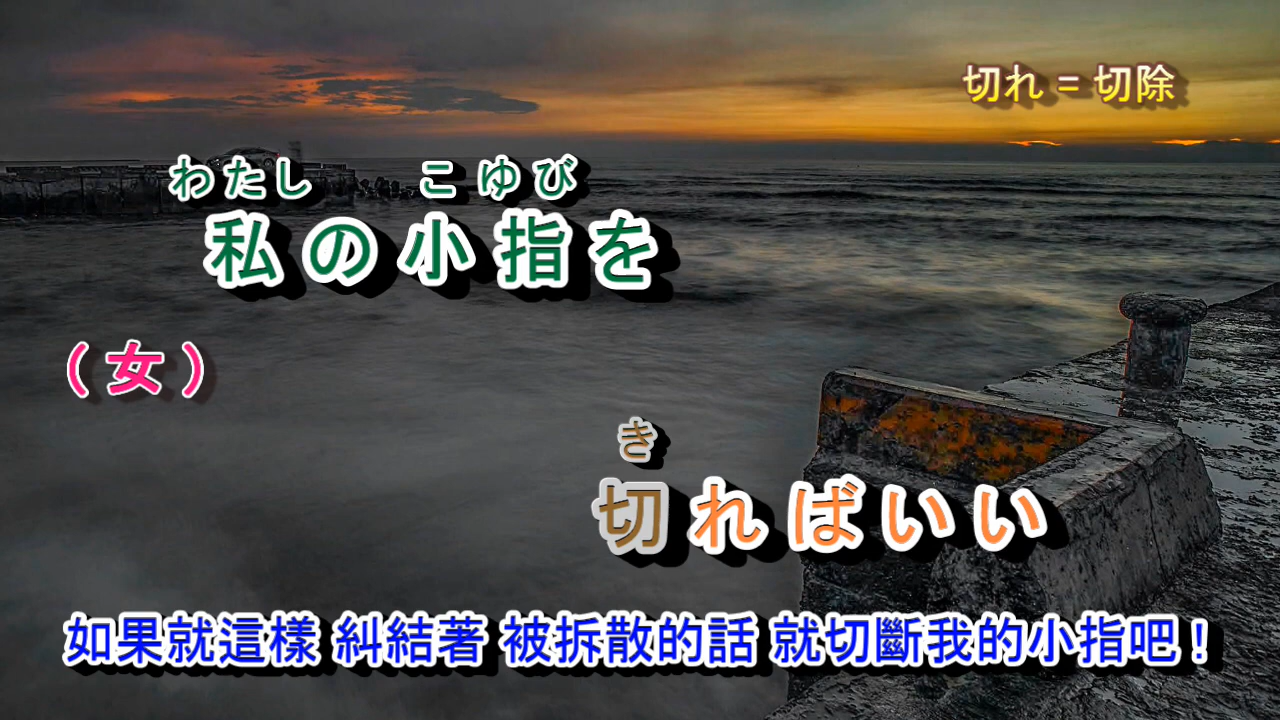 切れ = 切除
わたし こゆび
私の小指を
(女)
き
切ればいい
如果就這樣 糾結著 被拆散的話 就切斷我的小指吧！